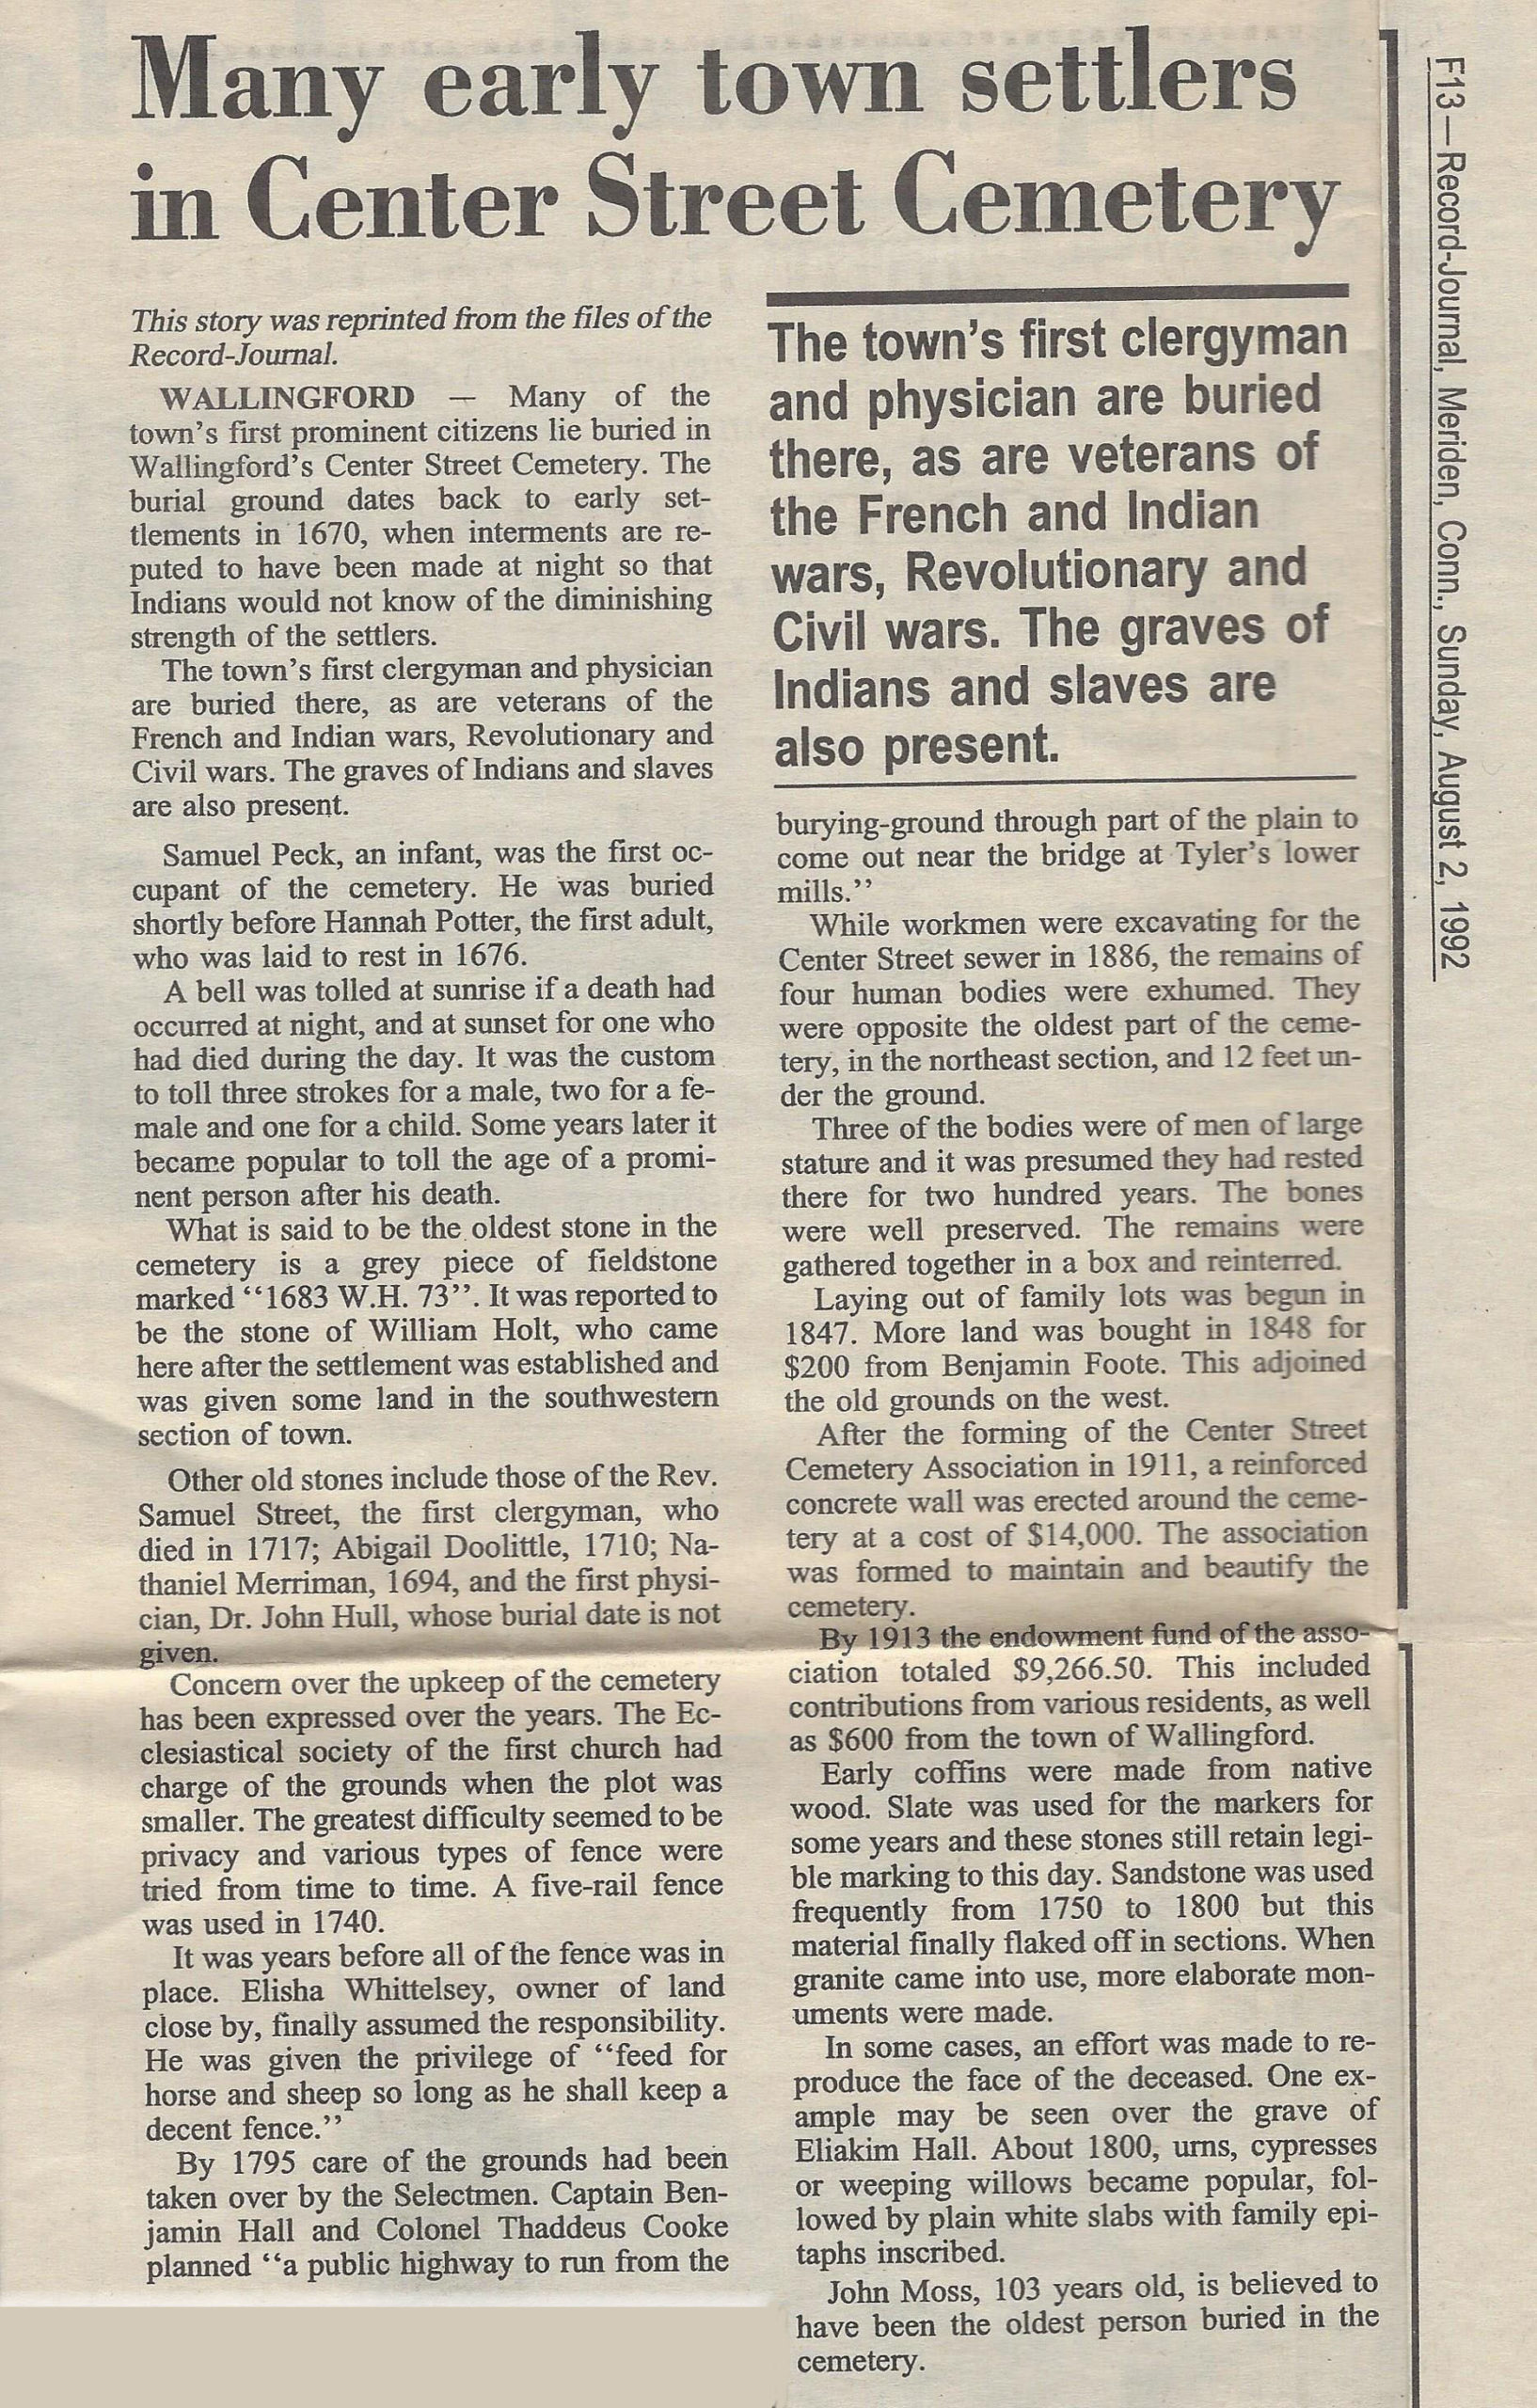 Many early town settlers
in Center Street Cemetery
This story was reprinted from the files of the
Record-Journal.
WALLINGFORD — Many of the
town's first prominent citizens lie buried in
Wallingford's Center Street Cemetery. The
burial ground dates back to early set-
tlements in 1670, when interments are re-
puted to have been made at night so that
Indians would not know of the diminishing
strength of the settlers.
The town's first clergyman and physician
are buried there, as are veterans of the
French and Indian wars, Revolutionary and
Civil wars. The graves of Indians and slaves
are also present.
Samuel Peck, an infant, was the first oc-
cupant of the cemetery. He was buried
shortly before Hannah Potter, the first adult,
who was laid to rest in 1676.
A bell was tolled at sunrise if a death had
occurred at night, and at sunset for one who
had died during the day. It was the custom
to toll three strokes for a male, two for a fe-
male and one for a child. Some years later it
became popular to toll the age of a promi-
nent person after his death.
What is said to be the oldest stone in the
cemetery is a grey piece of fieldstone
marked ‘‘1683 W.H. 73’’. It was reported to
be the stone of William Holt, who came
here after the settlement was established and
was given some land in the southwestern
section of town.
Other old stones include those of the Rev.
Samuel Street, the first clergyman, who
died in 1717; Abigail Doolittle, 1710; Na-
thaniel Merriman, 1694, and the first physi-
cian, Dr. John Hull, whose burial date is not
given.
Concern over the upkeep of the cemetery
has been expressed over the years. The Ec-
clesiastical society of the first church had
charge of the grounds when the plot was
smaller. The greatest difficulty seemed to be
privacy and various types of fence were
tried from time to time. A five-rail fence
was used in 1740.
It was years before all of the fence was in
place. Elisha Whittelsey, owner of land
close by, finally assumed the responsibility.
He was given the privilege of ‘‘feed for
horse and sheep so long as he shall keep a
decent fence.’’
By 1795 care of the grounds had been
taken over by the Selectmen. Captain Ben-
jamin Hall and Colonel Thaddeus Cooke
planned ‘‘a public highway to run from the
The town's first clergyman
and physician are buried
there, as are veterans of
the French and Indian
wars, Revolutionary and
Civil wars. The graves of
Indians and slaves are
also present.
burying-ground through part of the plain to
come out near the bridge at Tyler's lower
mills.’’
While workmen were excavating for the
Center Street sewer in 1886, the remains of
four human bodies were exhumed. They
were opposite the oldest part of the ceme-
tery, in the northeast section, and 12 feet un-
der the ground.
Three of the bodies were of men of large
stature and it was presumed they had rested
there for two hundred years. The bones
were well preserved. The remains were
gathered together in a box and reinterred.
Laying out of family lots was begun in
1847. More land was bought in 1848 for
$200 from Benjamin Foote. This adjoined
the old grounds on the west.
After the forming of the Center Street
Cemetery Association in 1911, a reinforced
concrete wall was erected around the ceme-
tery at a cost of $14,000. The association
was formed to maintain and beautify the
cemetery.
By 1913 the endowment fund of the asso-
ciation totaled $9,266.50. This included
contributions from various residents, as well
as $600 from the town of Wallingford.
Early coffins were made from native
wood. Slate was used for the markers for
some years and these stones still retain legi-
ble marking to this day. Sandstone was used
frequently from 1750 to 1800 but this
material finally flaked off in sections. When
granite came into use, more elaborate mon-
uments were made.
In some cases, an effort was made to re-
produce the face of the deceased. One ex-
ample may be seen over the grave of
Eliakim Hall. About 1800, urns, cypresses
or weeping willows became popular, fol-
lowed by plain white slabs with family epi-
taphs inscribed.
John Moss, 103 years old, is believed to
have been the oldest person buried in the
cemetery.
F13—Record-Journal, Meriden, Conn., Sunday, August 2, 1992